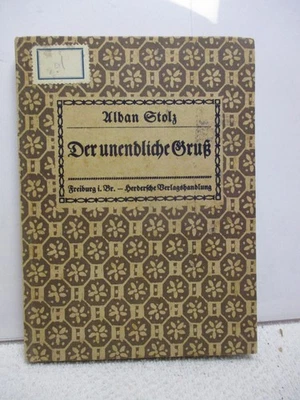 Alban Stolz
Der unendliche Gruß
Freiburg i. Br. – Herdersche Verlagshandlung